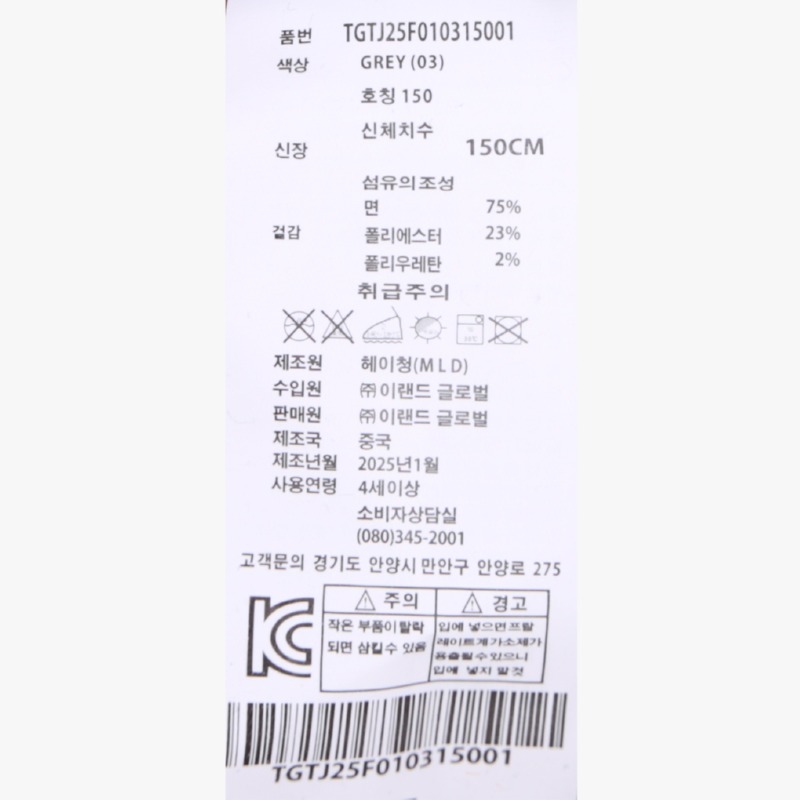 품번 TGTJ25F010315001
색상 GREY (03)
호칭 150
신체치수
신장 150CM
섬유의조성
면 75%
겉감 폴리에스터 23%
폴리우레탄 2%
취급주의
제조원 헤이청(M L D)
수입원 ㈜이랜드 글로벌
판매원 ㈜이랜드 글로벌
제조국 중국
제조년월 2025년1월
사용연령 4세이상
소비자상담실
(080)345-2001
고객문의 경기도 안양시 만안구 안양로 275
KC
주의
작은 부품이 탈락
되면 삼킬수 있음
경고
입에 넣으면 프탈
레이트계가소제가
용출될 수 있으니
입에 넣지 말 것
TGTJ25F010315001